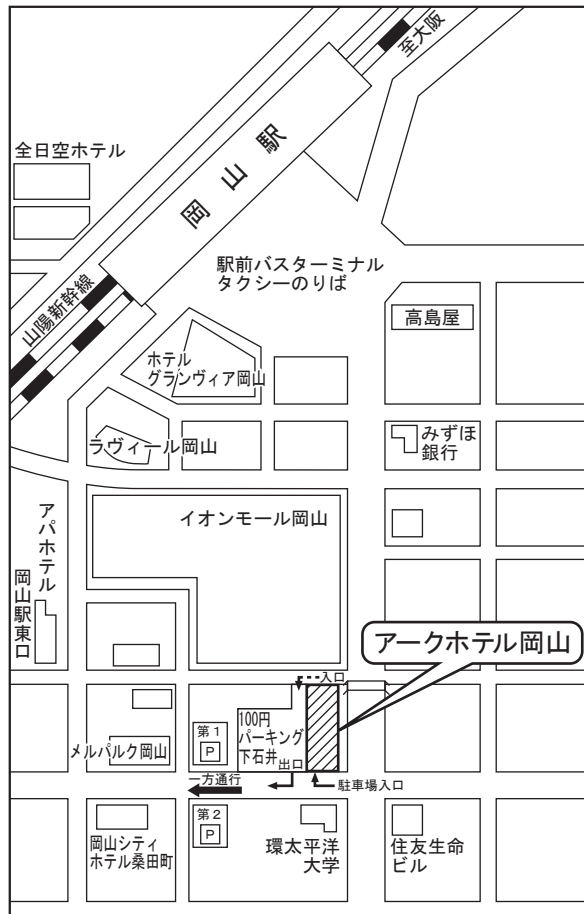 至大阪
岡山駅
全日空ホテル
駅前バスターミナル
タクシーのりば
山陽新幹線
高島屋
ホテル
グランヴィア岡山
ラヴィール岡山
みずほ
銀行
イオンモール岡山
アパホテル
岡山駅東口
アークホテル岡山
入口
第1
P
100円
パーキング
下石井
出口
メルパルク岡山
一方通行
駐車場入口
第2
P
岡山シティ
ホテル桑田町
環太平洋
大学
住友生命
ビル